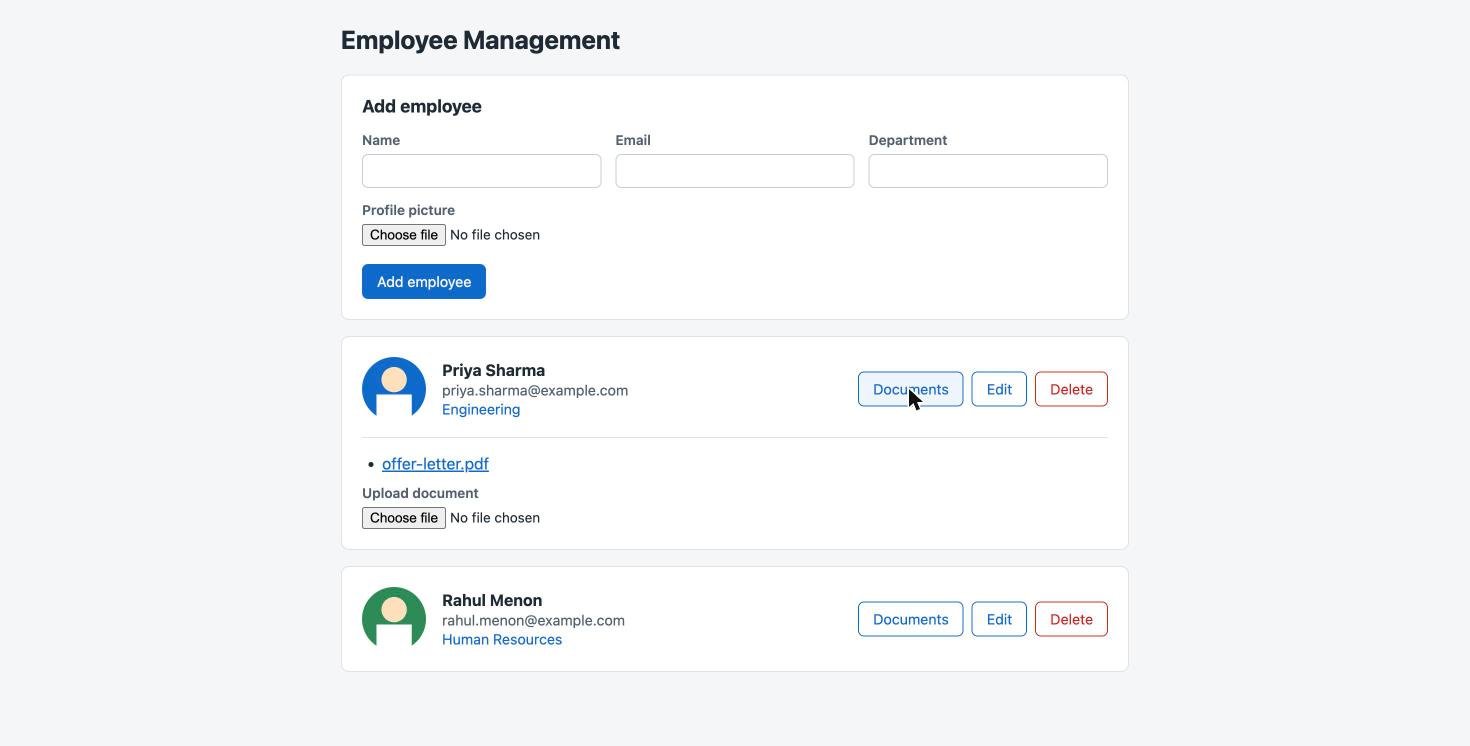 Employee Management
Add employee
Name Email Department
Profile picture
Choose file No file chosen
Add employee
Priya Sharma
priya.sharma@example.com
Engineering
Documents Edit Delete
offer-letter.pdf
Upload document
Choose file No file chosen
Rahul Menon
rahul.menon@example.com
Human Resources
Documents Edit Delete